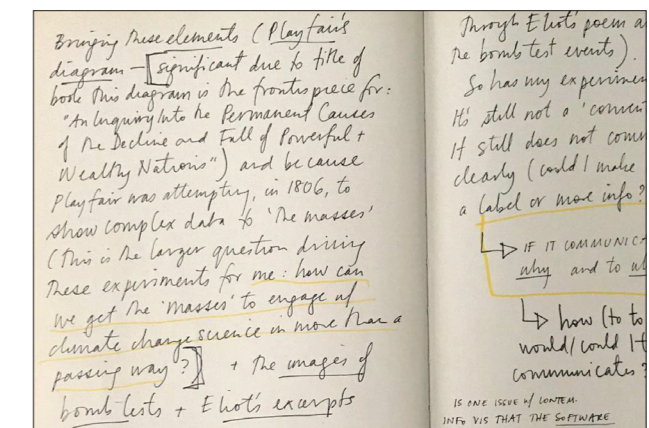 Bringing these elements (Playfair's
diagram – significant due to title of
book this diagram is the frontispiece for:
"An Inquiry Into the Permanent Causes
of the Decline and Fall of Powerful +
Wealthy Nations") and because
Playfair was attempting, in 1806, to
show complex data to 'the masses'
(this is the larger question driving
these experiments for me: how can
we get the 'masses' to engage w/
climate change science in more than a
passing way?) + the images of
bomb tests + Eliot's excerpts
through Eliot's poem a
the bomb test events).
So has my experimen
It's still not a 'conven
It still does not comm
clearly (could I make
a label or more info?
IF IT COMMUNICA
why and to w
how (to to
would/could it
communicates?
IS ONE ISSUE w/ CONTEM.
INFO VIS THAT THE SOFTWARE